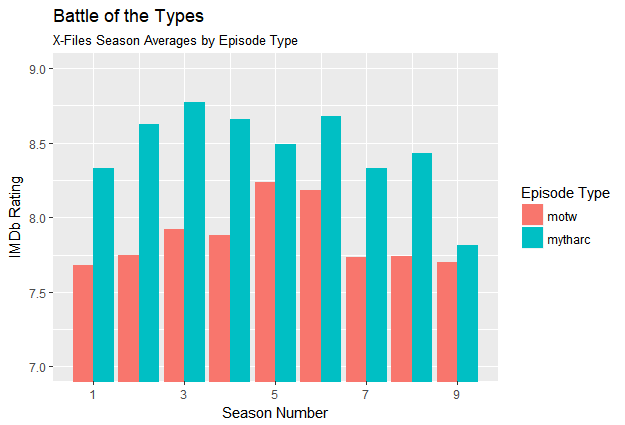 Battle of the Types
X-Files Season Averages by Episode Type
9.0
8.5
8.0
7.5
7.0
IMDb Rating
1
3
5
7
9
Season Number
Episode Type
motw
mytharc